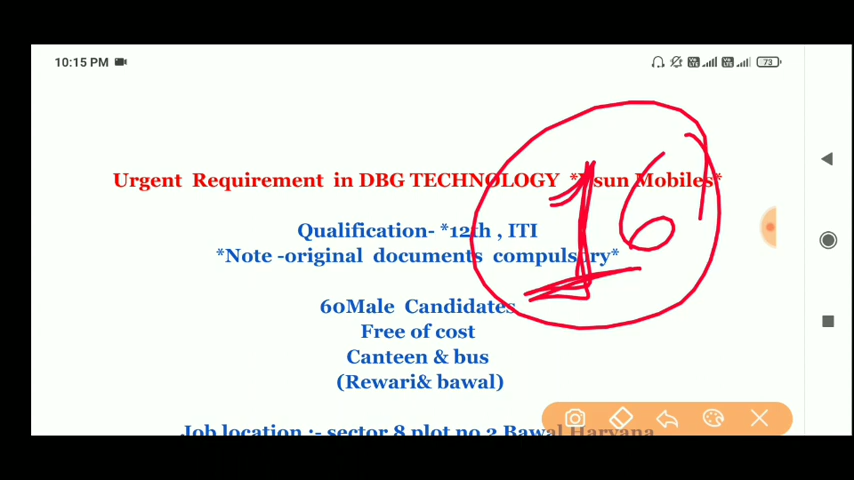 10:15 PM
73
Urgent Requirement in DBG TECHNOLOGY Mobiles*
16
Qualification- *12th , ITI
*Note -original documents compulsory*
60Male Candidates
Free of cost
Canteen & bus
(Rewari& bawal)
Job location :- sector 8 plot no 2 Bawal Haryana